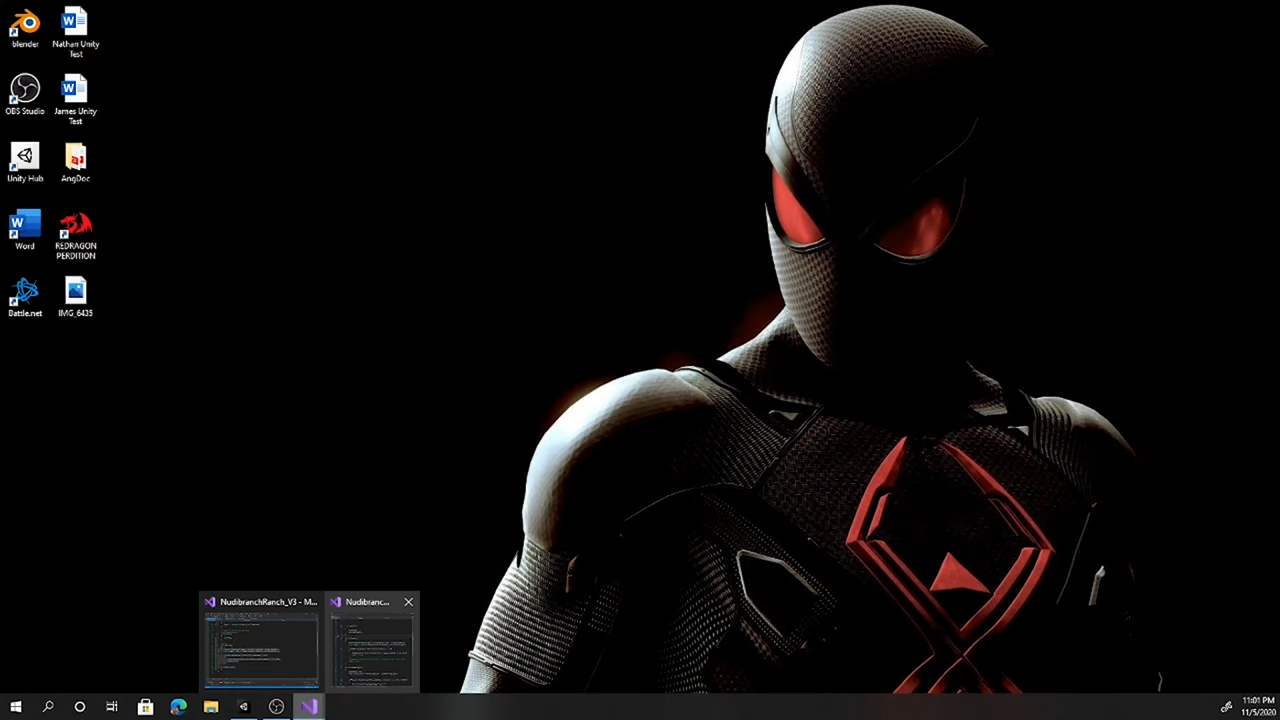 blender
Nathan Unity
Test
OBS Studio
James Unity
Test
Unity Hub
AngDoc
Word
REDRAGON
PERDITION
Battle.net
IMG_6435
NudibranchRanch_V3 - M...
Nudibranc...
11:01 PM
11/5/2020